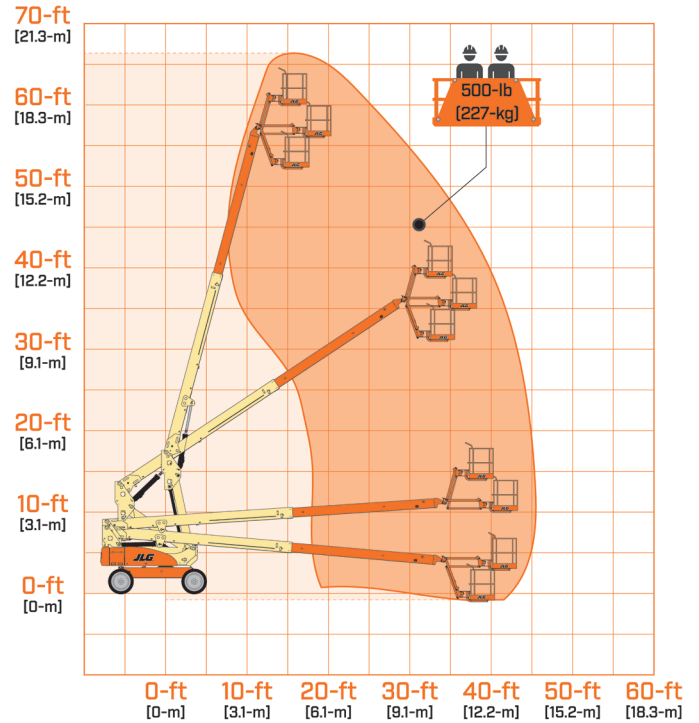 70-ft
[21.3-m]
500-lb
(227-kg)
60-ft
[18.3-m]
50-ft
[15.2-m]
40-ft
[12.2-m]
30-ft
[9.1-m]
20-ft
[6.1-m]
10-ft
[3.1-m]
JLG
0-ft
[0-m]
0-ft 10-ft 20-ft 30-ft 40-ft 50-ft 60-ft
[0-m] [3.1-m] [6.1-m] [9.1-m] [12.2-m] [15.2-m] [18.3-m]